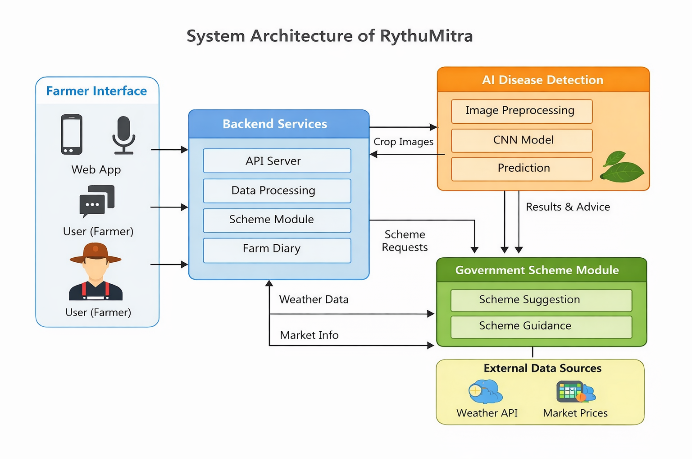 System Architecture of RythuMitra
Farmer Interface
Web App
User (Farmer)
User (Farmer)
Backend Services
API Server
Data Processing
Scheme Module
Farm Diary
Crop Images
AI Disease Detection
Image Preprocessing
CNN Model
Prediction
Results & Advice
Scheme
Requests
Government Scheme Module
Scheme Suggestion
Scheme Guidance
Weather Data
Market Info
External Data Sources
Weather API
Market Prices